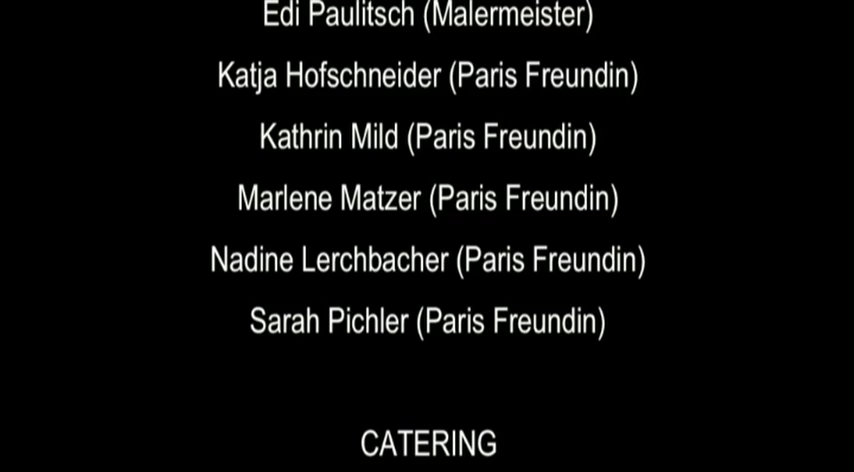 Edi Paulitsch (Malermeister)
Katja Hofschneider (Paris Freundin)
Kathrin Mild (Paris Freundin)
Marlene Matzer (Paris Freundin)
Nadine Lerchbacher (Paris Freundin)
Sarah Pichler (Paris Freundin)
CATERING